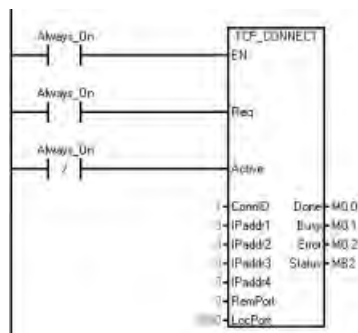 Always_On
TCP_CONNECT
EN
Always_On
Req
Always_On
Active
ConnID Done M0.0
IPaddr1 Busy M0.1
IPaddr2 Error M0.2
IPaddr3 Status MB2
IPaddr4
RemPort
LocPort